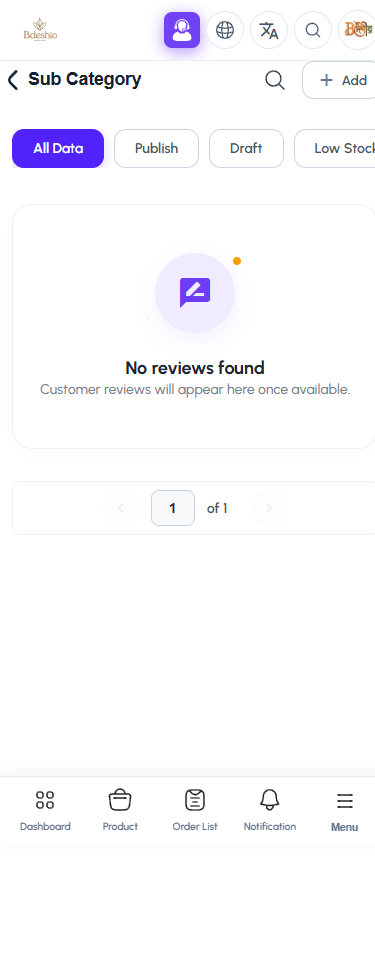 Bdeshio
Sub Category
Add
All Data
Publish
Draft
Low Stock
No reviews found
Customer reviews will appear here once available.
1 of 1
Dashboard
Product
Order List
Notification
Menu